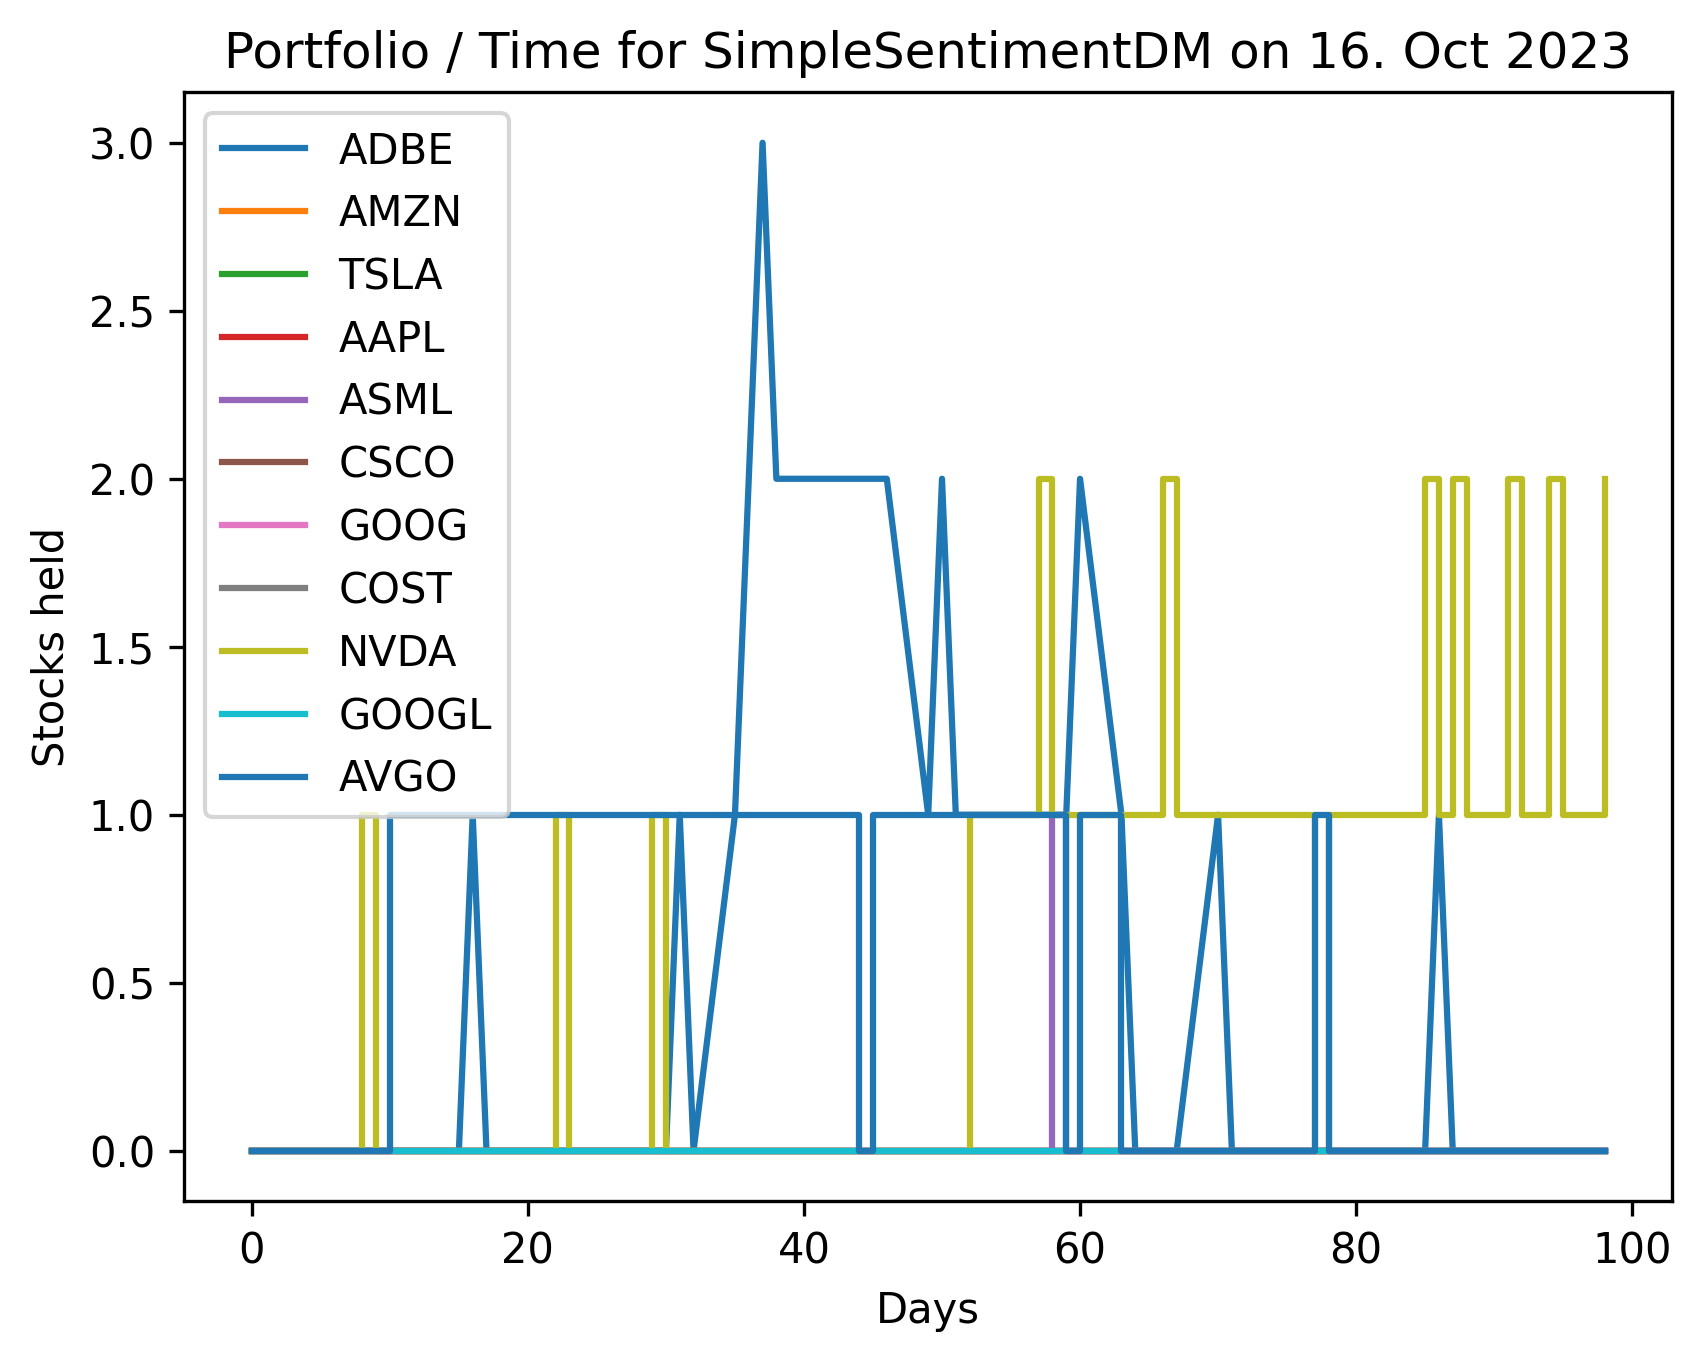 Portfolio / Time for SimpleSentimentDM on 16. Oct 2023
ADBE
AMZN
TSLA
AAPL
ASML
CSCO
GOOG
COST
NVDA
GOOGL
AVGO
3.0
2.5
2.0
1.5
1.0
0.5
0.0
Stocks held
0 20 40 60 80 100
Days